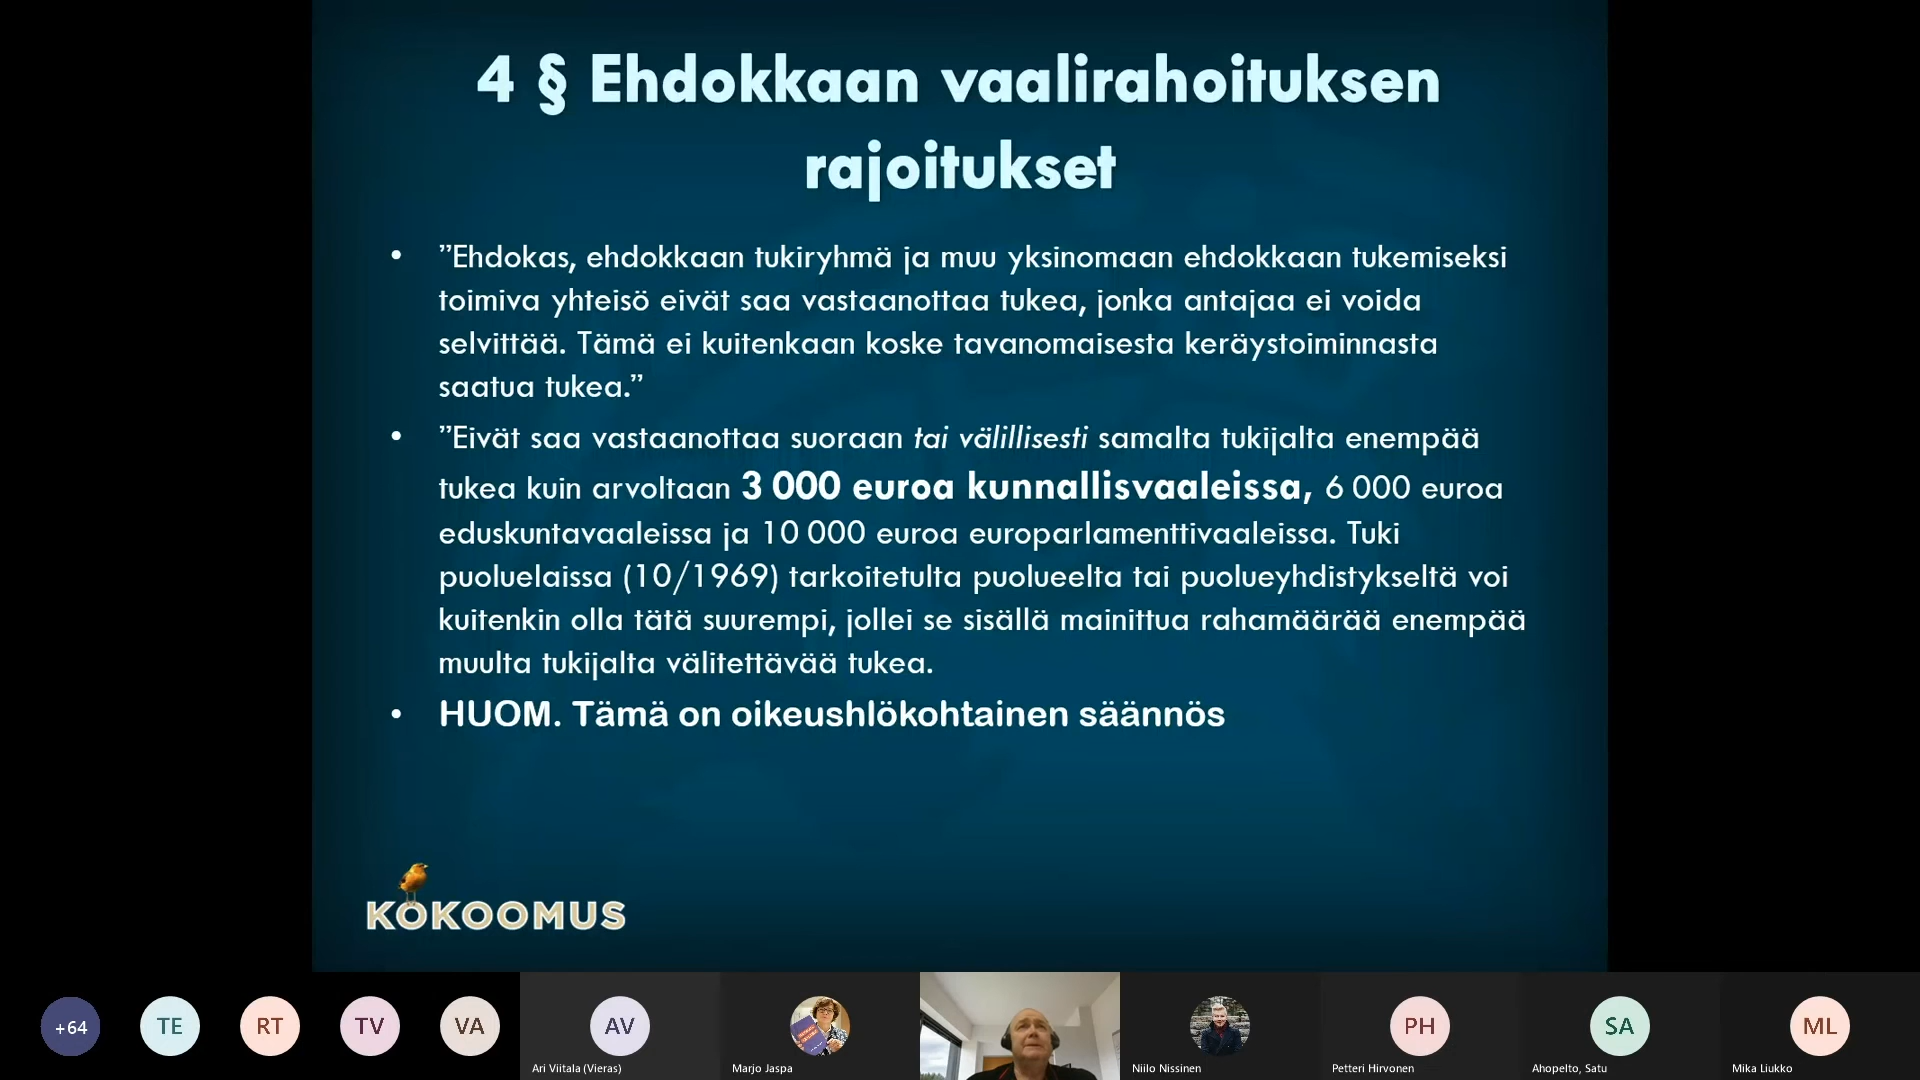 4 § Ehdokkaan vaalirahoituksen
rajoitukset
• ”Ehdokas, ehdokkaan tukiryhmä ja muu yksinomaan ehdokkaan tukemiseksi
toimiva yhteisö eivät saa vastaanottaa tukea, jonka antajaa ei voida
selvittää. Tämä ei kuitenkaan koske tavanomaisesta keräystoiminnasta
saatua tukea.”
• ”Eivät saa vastaanottaa suoraan tai välillisesti samalta tukijalta enempää
tukea kuin arvoltaan 3 000 euroa kunnallisvaaleissa, 6 000 euroa
eduskuntavaaleissa ja 10 000 euroa europarlamenttivaaleissa. Tuki
puoluelaissa (10/1969) tarkoitetulta puolueelta tai puolueyhdistykseltä voi
kuitenkin olla tätä suurempi, jollei se sisällä mainittua rahamäärää enempää
muulta tukijalta välitettävää tukea.
• HUOM. Tämä on oikeushlökohtainen säännös
KOKOOMUS
+64
TE
RT
TV
VA
AV
PH
SA
ML
Ari Viitala (Vieras)
Marjo Jaspa
Niilo Nissinen
Petteri Hirvonen
Ahopelto, Satu
Mika Liukko